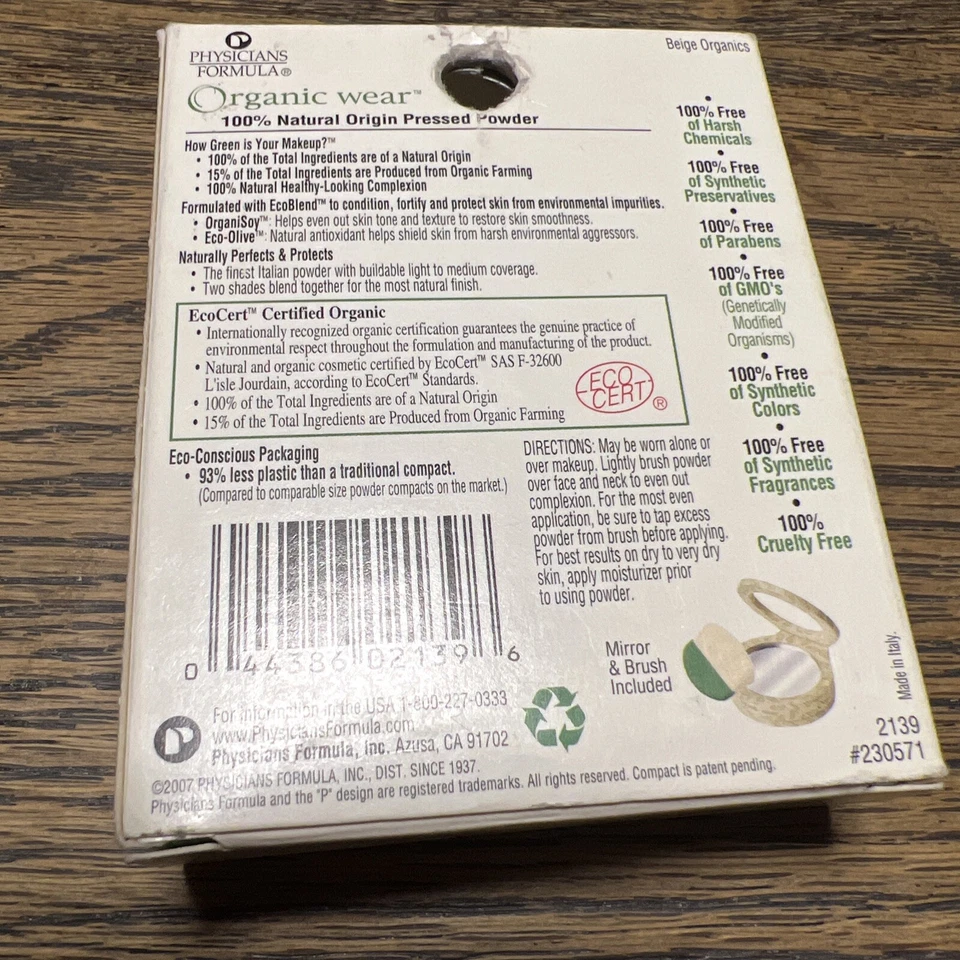 PHYSICIANS
FORMULA®
Organic wear™
100% Natural Origin Pressed Powder
How Green is Your Makeup?™
• 100% of the Total Ingredients are of a Natural Origin
• 15% of the Total Ingredients are Produced from Organic Farming
• 100% Natural Healthy-Looking Complexion
Formulated with EcoBlend™ to condition, fortify and protect skin from environmental impurities.
• OrganiSoy™: Helps even out skin tone and texture to restore skin smoothness.
• Eco-Olive™: Natural antioxidant helps shield skin from harsh environmental aggressors.
Naturally Perfects & Protects
• The finest Italian powder with buildable light to medium coverage.
• Two shades blend together for the most natural finish.
EcoCert™ Certified Organic
• Internationally recognized organic certification guarantees the genuine practice of
environmental respect throughout the formulation and manufacturing of the product.
• Natural and organic cosmetic certified by EcoCert™ SAS F-32600
L'isle Jourdain, according to EcoCert™ Standards.
• 100% of the Total Ingredients are of a Natural Origin
• 15% of the Total Ingredients are Produced from Organic Farming
ECO
CERT®
Eco-Conscious Packaging
• 93% less plastic than a traditional compact.
(Compared to comparable size powder compacts on the market.)
DIRECTIONS: May be worn alone or
over makeup. Lightly brush powder
over face and neck to even out
complexion. For the most even
application, be sure to tap excess
powder from brush before applying.
For best results on dry to very dry
skin, apply moisturizer prior
to using powder.
0 44386 02139 6
For information in the USA 1-800-227-0333
www.PhysiciansFormula.com
Physicians Formula, Inc. Azusa, CA 91702
©2007 PHYSICIANS FORMULA, INC., DIST. SINCE 1937.
Physicians Formula and the "P" design are registered trademarks. All rights reserved. Compact is patent pending.
Beige Organics
• 100% Free
of Harsh
Chemicals
• 100% Free
of Synthetic
Preservatives
• 100% Free
of Parabens
• 100% Free
of GMO's
(Genetically
Modified
Organisms)
• 100% Free
of Synthetic
Colors
• 100% Free
of Synthetic
Fragrances
• 100%
Cruelty Free
Mirror
& Brush
Included
Made in Italy.
2139
#230571